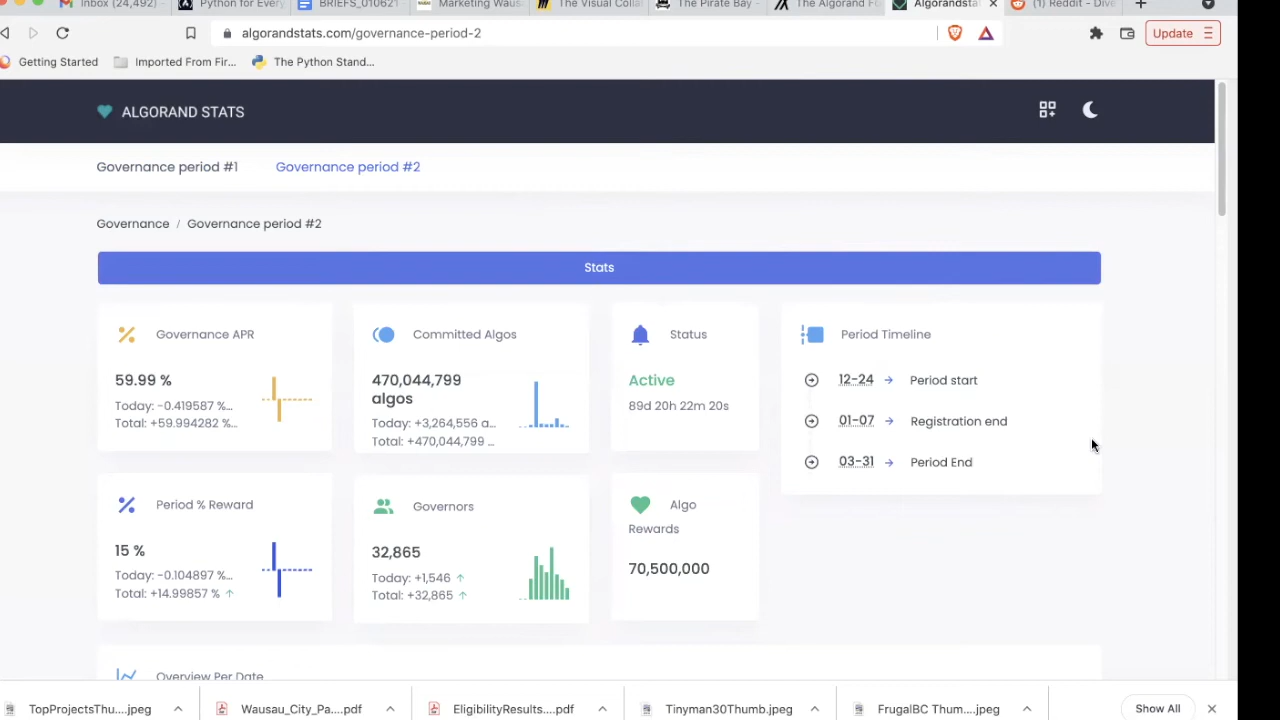 Inbox (24,492)
Python for Every
BRIEFS_010621
Marketing Waus
The Visual Colla
The Pirate Bay -
The Algorand Fo
Algorandsta
(1) Reddit - Dive
algorandstats.com/governance-period-2
Update
Getting Started
Imported From Fir...
The Python Stand...
ALGORAND STATS
Governance period #1
Governance period #2
Governance / Governance period #2
Stats
Governance APR
59.99 %
Today: -0.419587 %...
Total: +59.994282 %...
Committed Algos
470,044,799
algos
Today: +3,264,556 a...
Total: +470,044,799 ...
Status
Active
89d 20h 22m 20s
Period Timeline
12-24 → Period start
01-07 → Registration end
03-31 → Period End
Period % Reward
15 %
Today: -0.104897 %...
Total: +14.99857 % ↑
Governors
32,865
Today: +1,546 ↑
Total: +32,865 ↑
Algo
Rewards
70,500,000
Overview Per Date
TopProjectsThu....jpeg
Wausau_City_Pa....pdf
EligibilityResults....pdf
Tinyman30Thumb.jpeg
FrugalBC Thum....jpeg
Show All